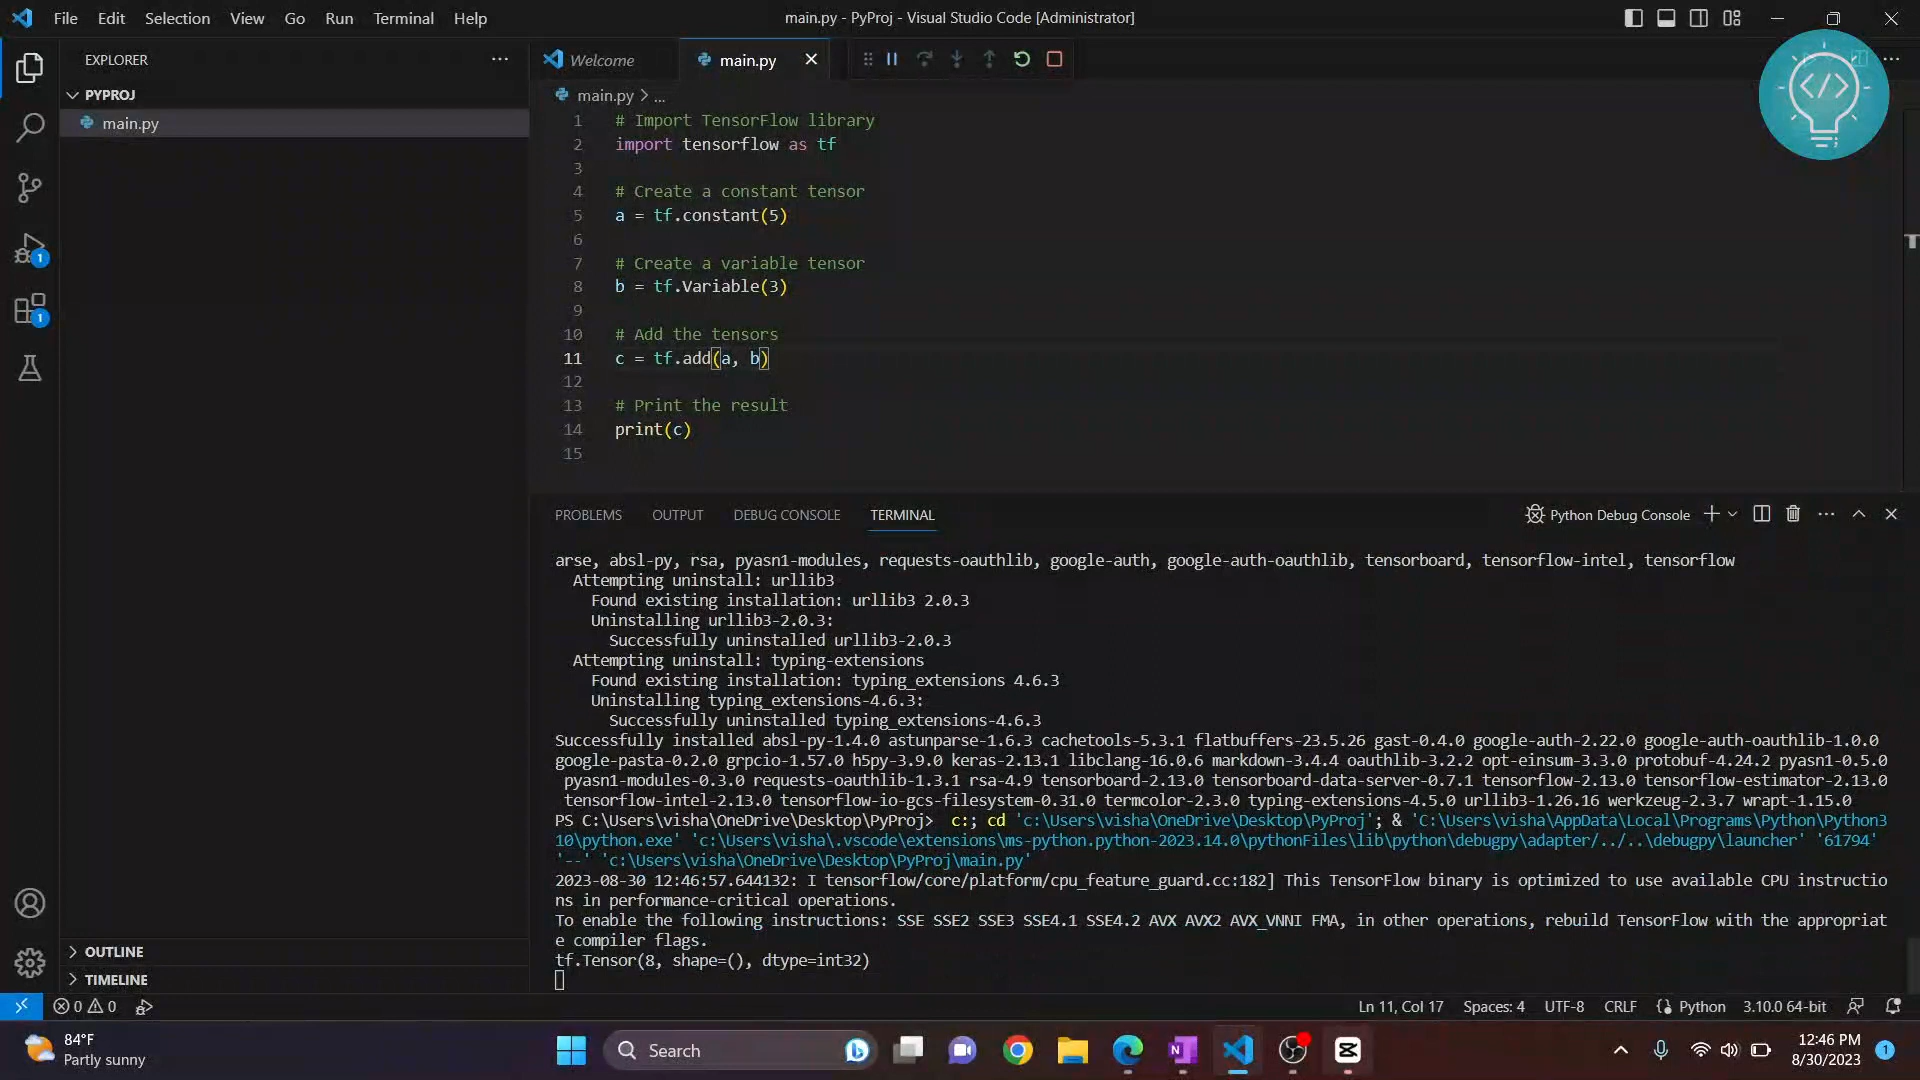 File Edit Selection View Go Run Terminal Help
main.py - PyProj - Visual Studio Code [Administrator]
EXPLORER
PYPROJ
main.py
1
1
OUTLINE
TIMELINE
Welcome
main.py
main.py > ...
</>
1 # Import TensorFlow library
2 import tensorflow as tf
3
4 # Create a constant tensor
5 a = tf.constant(5)
6
7 # Create a variable tensor
8 b = tf.Variable(3)
9
10 # Add the tensors
11 c = tf.add(a, b)
12
13 # Print the result
14 print(c)
15
PROBLEMS OUTPUT DEBUG CONSOLE TERMINAL
Python Debug Console
arse, absl-py, rsa, pyasn1-modules, requests-oauthlib, google-auth, google-auth-oauthlib, tensorboard, tensorflow-intel, tensorflow
Attempting uninstall: urllib3
Found existing installation: urllib3 2.0.3
Uninstalling urllib3-2.0.3:
Successfully uninstalled urllib3-2.0.3
Attempting uninstall: typing-extensions
Found existing installation: typing_extensions 4.6.3
Uninstalling typing_extensions-4.6.3:
Successfully uninstalled typing_extensions-4.6.3
Successfully installed absl-py-1.4.0 astunparse-1.6.3 cachetools-5.3.1 flatbuffers-23.5.26 gast-0.4.0 google-auth-2.22.0 google-auth-oauthlib-1.0.0
google-pasta-0.2.0 grpcio-1.57.0 h5py-3.9.0 keras-2.13.1 libclang-16.0.6 markdown-3.4.4 oauthlib-3.2.2 opt-einsum-3.3.0 protobuf-4.24.2 pyasn1-0.5.0
pyasn1-modules-0.3.0 requests-oauthlib-1.3.1 rsa-4.9 tensorboard-2.13.0 tensorboard-data-server-0.7.1 tensorflow-2.13.0 tensorflow-estimator-2.13.0
tensorflow-intel-2.13.0 tensorflow-io-gcs-filesystem-0.31.0 termcolor-2.3.0 typing-extensions-4.5.0 urllib3-1.26.16 werkzeug-2.3.7 wrapt-1.15.0
PS C:\Users\visha\OneDrive\Desktop\PyProj> c:; cd 'c:\Users\visha\OneDrive\Desktop\PyProj'; & 'C:\Users\visha\AppData\Local\Programs\Python\Python3
10\python.exe' 'c:\Users\visha\.vscode\extensions\ms-python.python-2023.14.0\pythonFiles\lib\python\debugpy\adapter/../..\debugpy\launcher' '61794'
'--' 'c:\Users\visha\OneDrive\Desktop\PyProj\main.py'
2023-08-30 12:46:57.644132: I tensorflow/core/platform/cpu_feature_guard.cc:182] This TensorFlow binary is optimized to use available CPU instructio
ns in performance-critical operations.
To enable the following instructions: SSE SSE2 SSE3 SSE4.1 SSE4.2 AVX AVX2 AVX_VNNI FMA, in other operations, rebuild TensorFlow with the appropriat
e compiler flags.
tf.Tensor(8, shape=(), dtype=int32)
0 0 Ln 11, Col 17 Spaces: 4 UTF-8 CRLF Python 3.10.0 64-bit
84°F
Partly sunny
Search
N
12:46 PM
8/30/2023
1